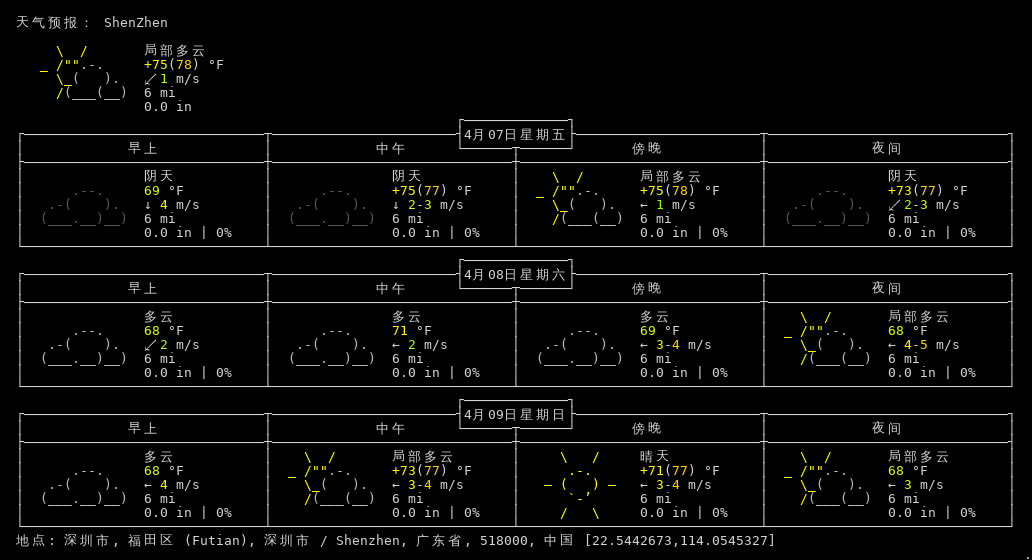 天气预报： ShenZhen
局部多云
+75(78) °F
↙ 1 m/s
6 mi
0.0 in
4月07日星期五
早上 中午 傍晚 夜间
阴天 阴天 局部多云 阴天
69 °F +75(77) °F +75(78) °F +73(77) °F
↓ 4 m/s ↓ 2-3 m/s ← 1 m/s ↙ 2-3 m/s
6 mi 6 mi 6 mi 6 mi
0.0 in | 0% 0.0 in | 0% 0.0 in | 0% 0.0 in | 0%
4月08日星期六
早上 中午 傍晚 夜间
多云 多云 多云 局部多云
68 °F 71 °F 69 °F 68 °F
↙ 2 m/s ← 2 m/s ← 3-4 m/s ← 4-5 m/s
6 mi 6 mi 6 mi 6 mi
0.0 in | 0% 0.0 in | 0% 0.0 in | 0% 0.0 in | 0%
4月09日星期日
早上 中午 傍晚 夜间
多云 局部多云 晴天 局部多云
68 °F +73(77) °F +71(77) °F 68 °F
← 4 m/s ← 3-4 m/s ← 3-4 m/s ← 3 m/s
6 mi 6 mi 6 mi 6 mi
0.0 in | 0% 0.0 in | 0% 0.0 in | 0% 0.0 in | 0%
地点: 深圳市, 福田区 (Futian), 深圳市 / Shenzhen, 广东省, 518000, 中国 [22.5442673,114.0545327]